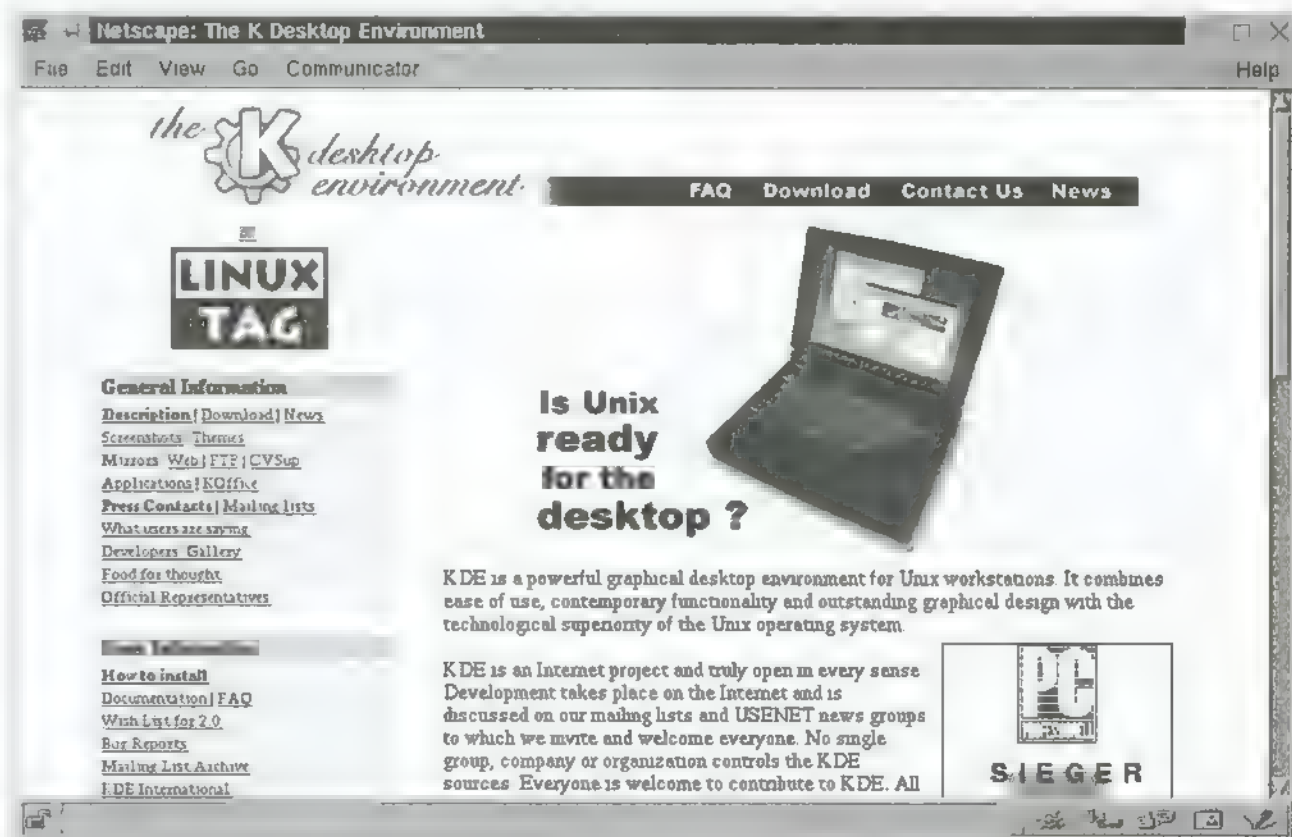 Netscape: The K Desktop Environment
File Edit View Go Communicator Help
the K desktop environment
FAQ Download Contact Us News
LINUX
TAG
General Information
Description | Download | News
Screenshots Themes
Mirrors Web | FTP | CVSup
Applications | KOffice
Press Contacts | Mailing lists
What users are saying
Developers Gallery
Food for thought
Official Representatives
How to install
Documentation | FAQ
Wish List for 2.0
Bug Reports
Mailing List Archive
KDE International
Is Unix
ready
for the
desktop ?
KDE is a powerful graphical desktop environment for Unix workstations. It combines
ease of use, contemporary functionality and outstanding graphical design with the
technological superiority of the Unix operating system.
KDE is an Internet project and truly open in every sense
Development takes place on the Internet and is
discussed on our mailing lists and USENET news groups
to which we invite and welcome everyone. No single
group, company or organization controls the KDE
sources. Everyone is welcome to contribute to KDE. All
SIEGER